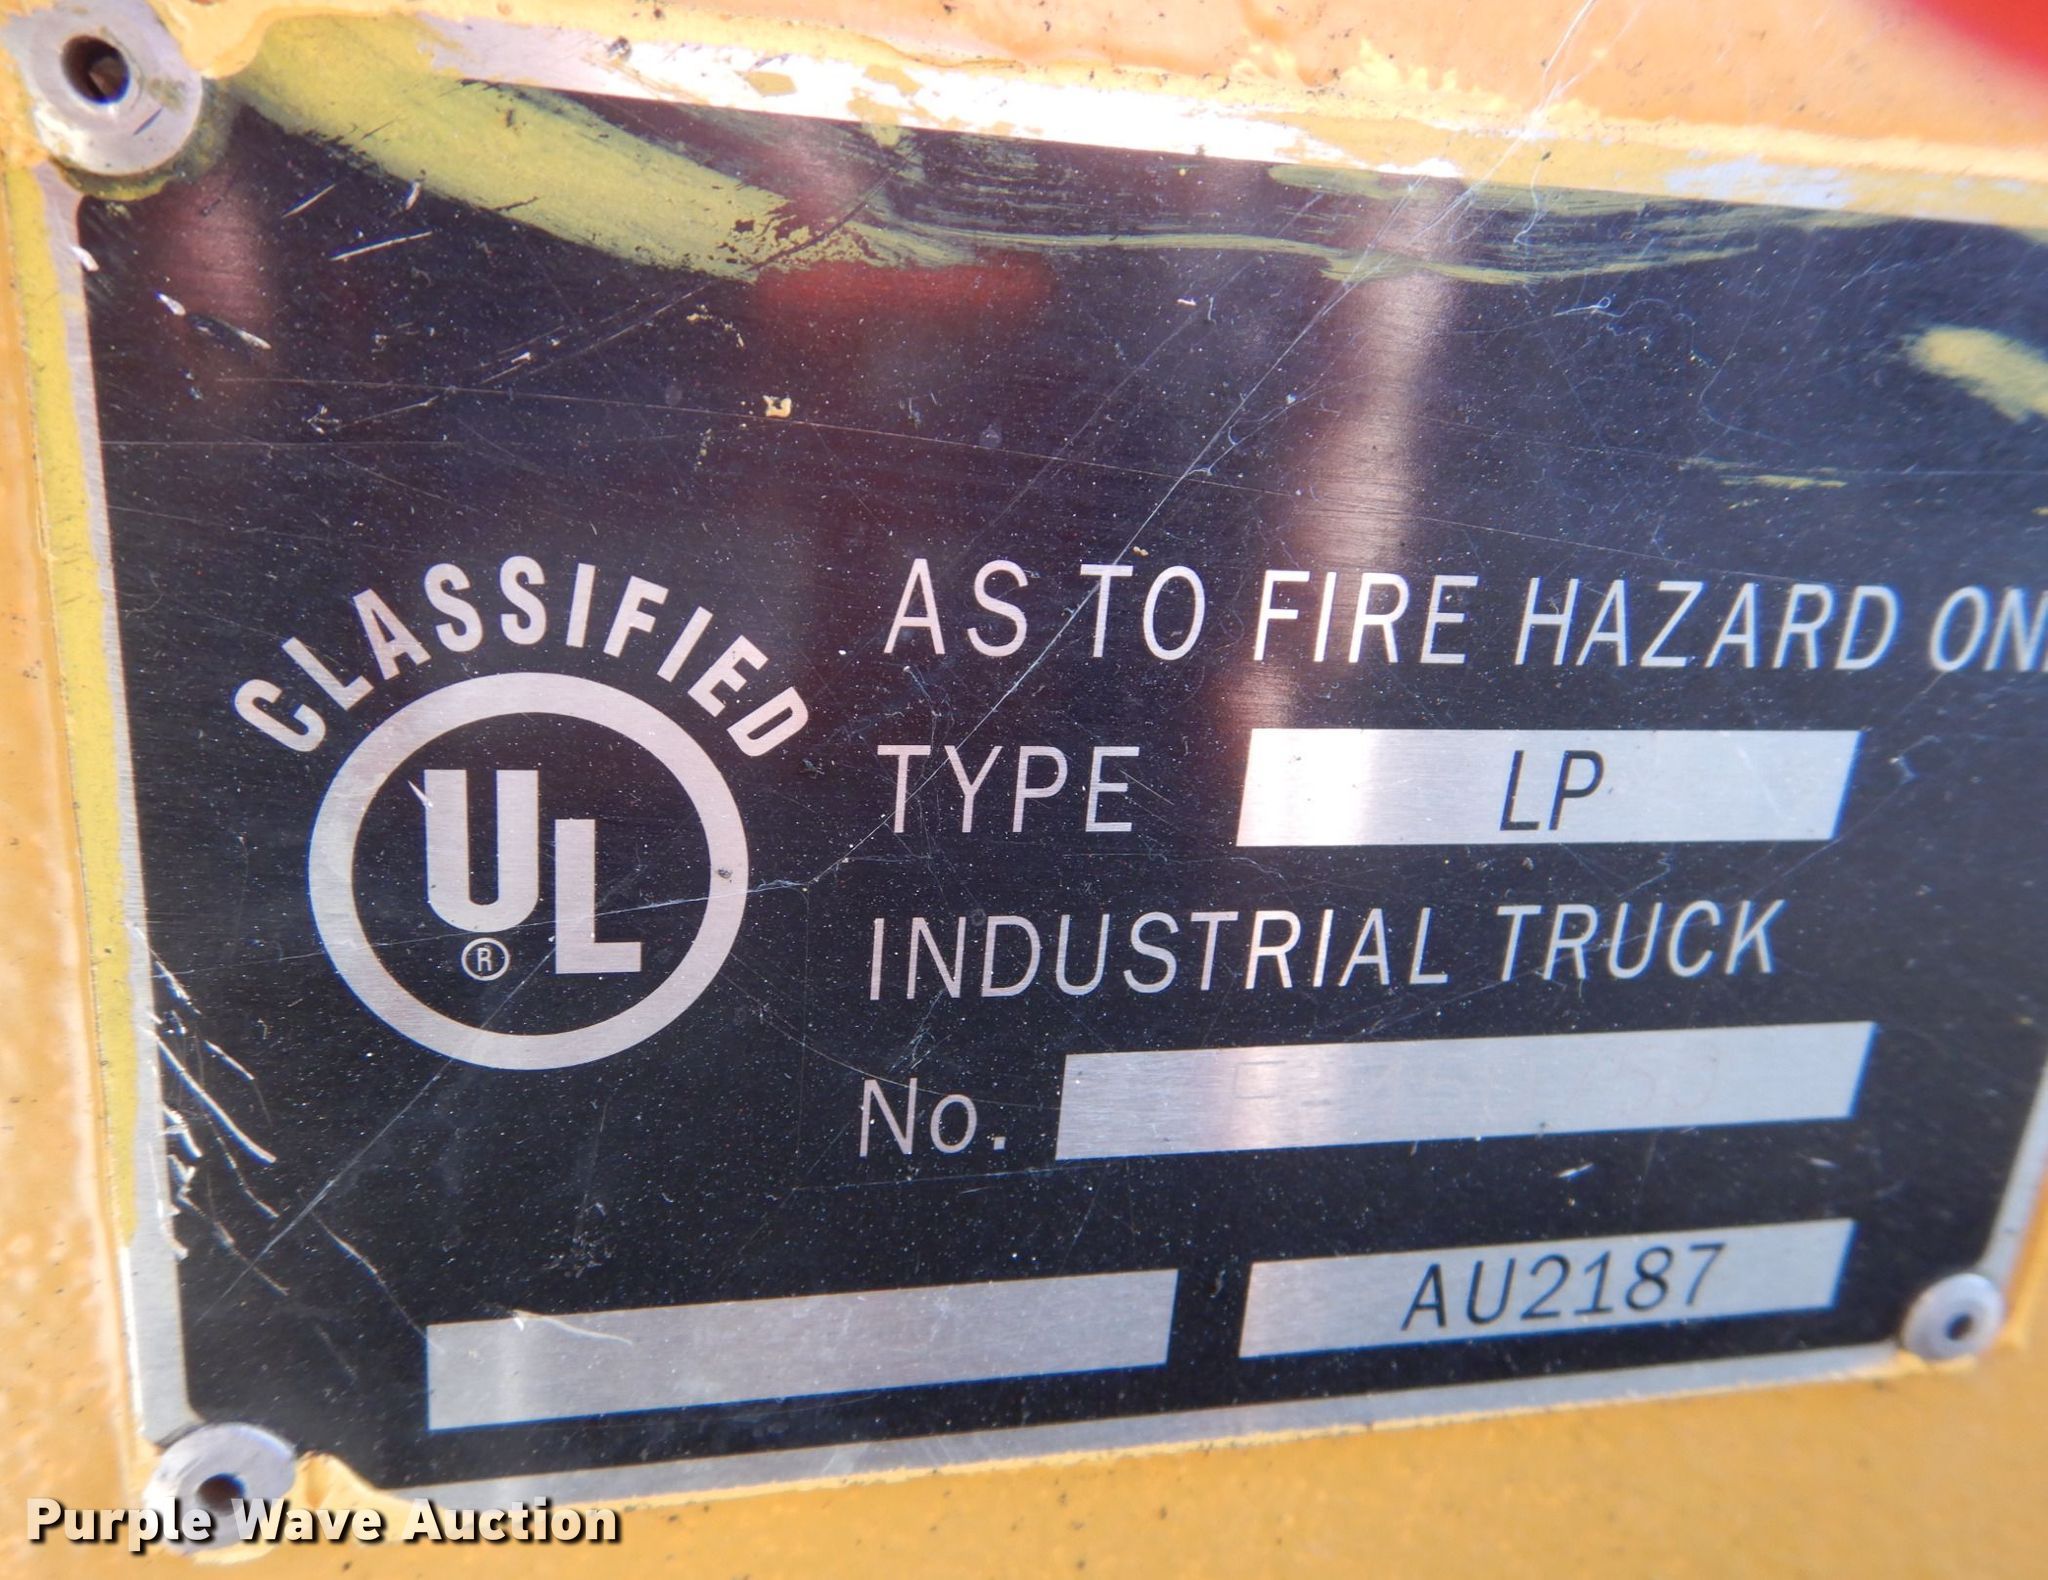 CLASSIFIED
UL
®
AS TO FIRE HAZARD ON
TYPE LP
INDUSTRIAL TRUCK
No.
AU2187
Purple Wave Auction